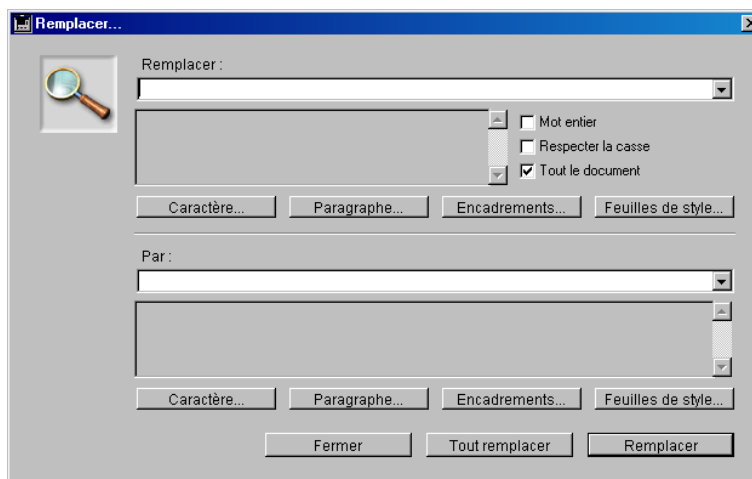 Remplacer...
Remplacer :
Mot entier
Respecter la casse
Tout le document
Caractère... Paragraphe... Encadrements... Feuilles de style...
Par :
Caractère... Paragraphe... Encadrements... Feuilles de style...
Fermer Tout remplacer Remplacer